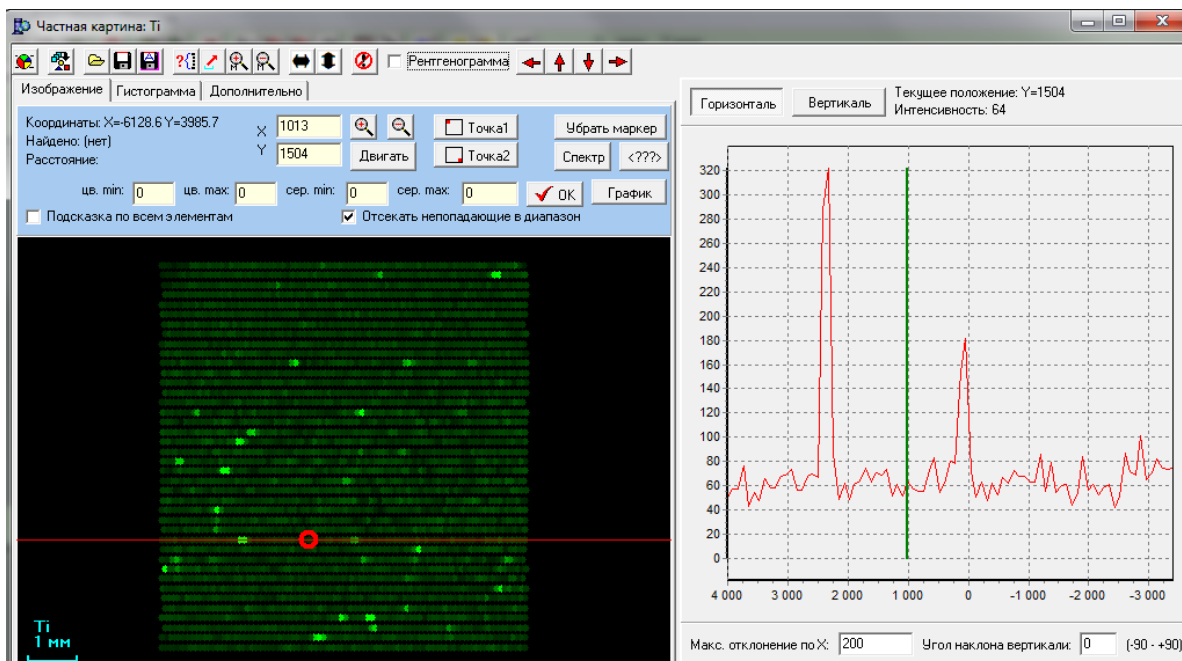 Частная картина: Ti
?{ Рентгенограмма
Изображение Гистограмма Дополнительно
Координаты: X=-6128.6 Y=3985.7
Найдено: (нет)
Расстояние:
X 1013
Y 1504
Двигать
Точка1
Точка2
Убрать маркер
Спектр <???>
цв. min: 0 цв. max: 0 сер. min: 0 сер. max: 0 OK График
Подсказка по всем элементам Отсекать непопадающие в диапазон
Ti
1 мм
Горизонталь Вертикаль
Текущее положение: Y=1504
Интенсивность: 64
320
300
280
260
240
220
200
180
160
140
120
100
80
60
40
20
0
4 000 3 000 2 000 1 000 0 -1 000 -2 000 -3 000
Макс. отклонение по X: 200 Угол наклона вертикали: 0 (-90 - +90)